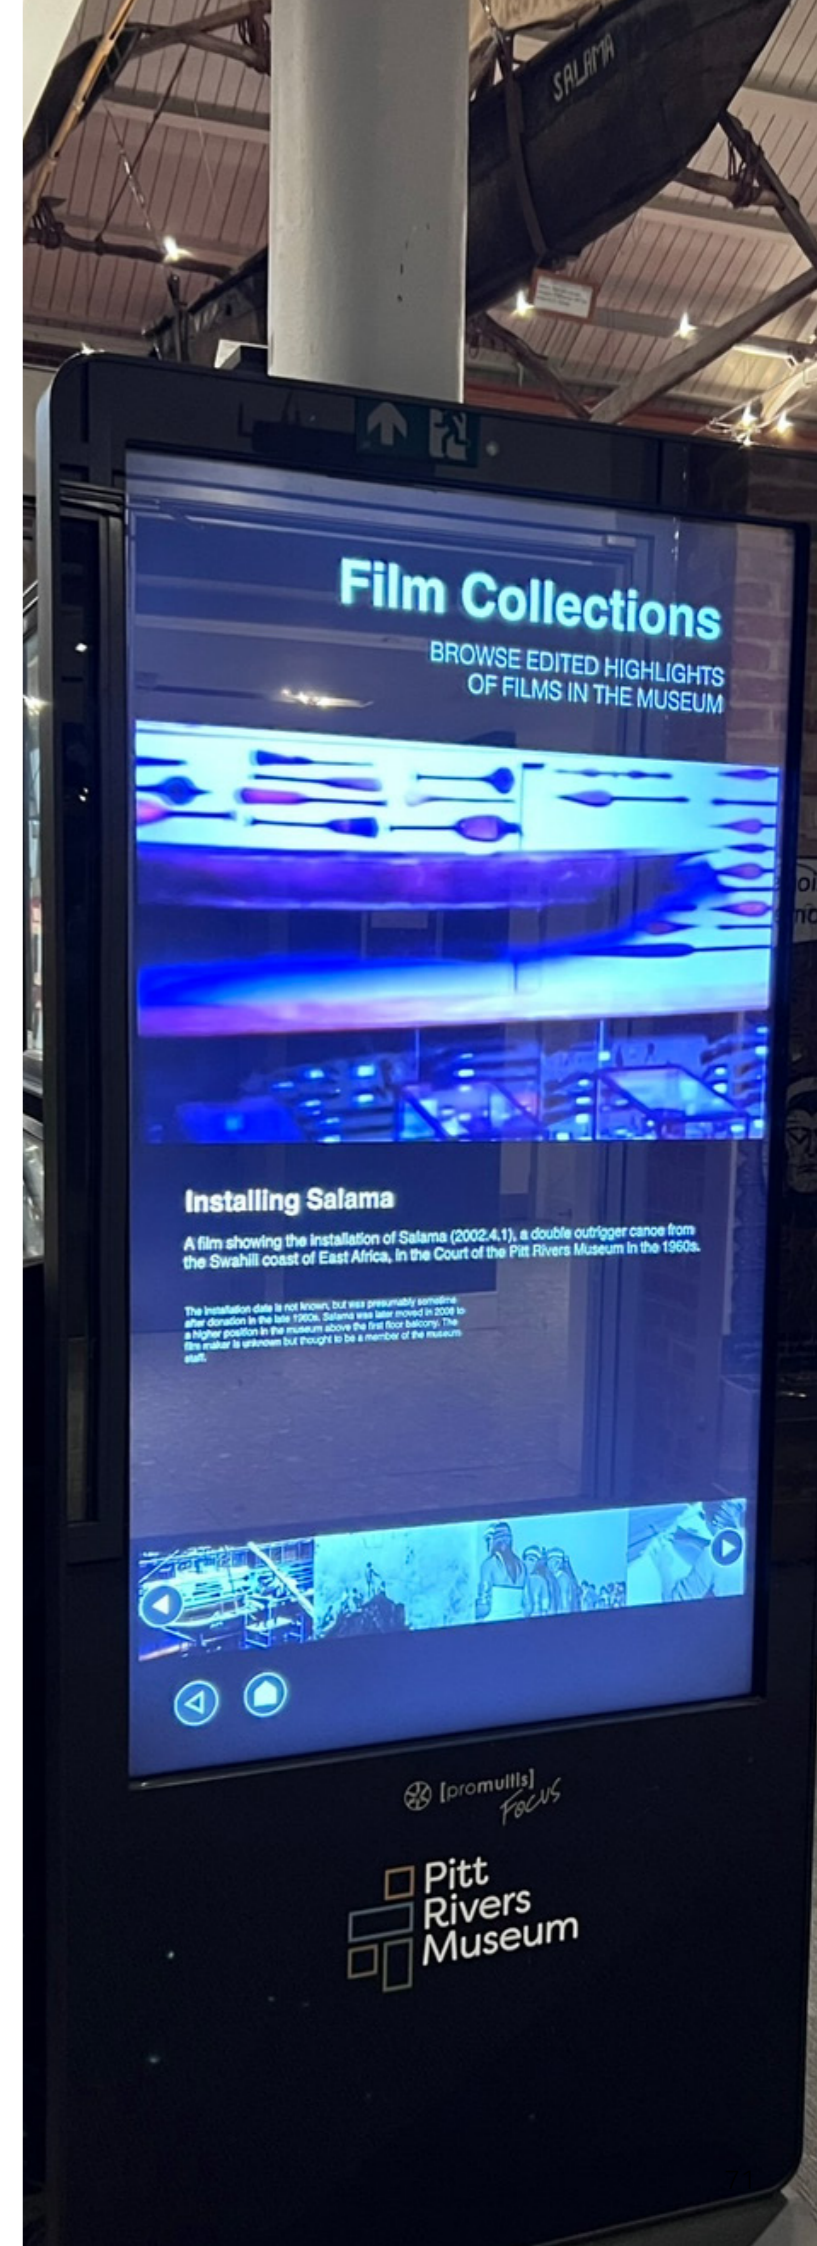 SALAMA
Film Collections
BROWSE EDITED HIGHLIGHTS
OF FILMS IN THE MUSEUM
Installing Salama
A film showing the installation of Salama (2002.4.1), a double outrigger canoe from
the Swahili coast of East Africa, in the Court of the Pitt Rivers Museum in the 1960s.
The installation date is not known, but was presumably sometime
after donation in the late 1960s. Salama was later moved in 2008 to
a higher position in the museum above the first floor balcony. The
film maker is unknown but thought to be a member of the museum
staff.
[promultis]
FOCUS
Pitt
Rivers
Museum
71